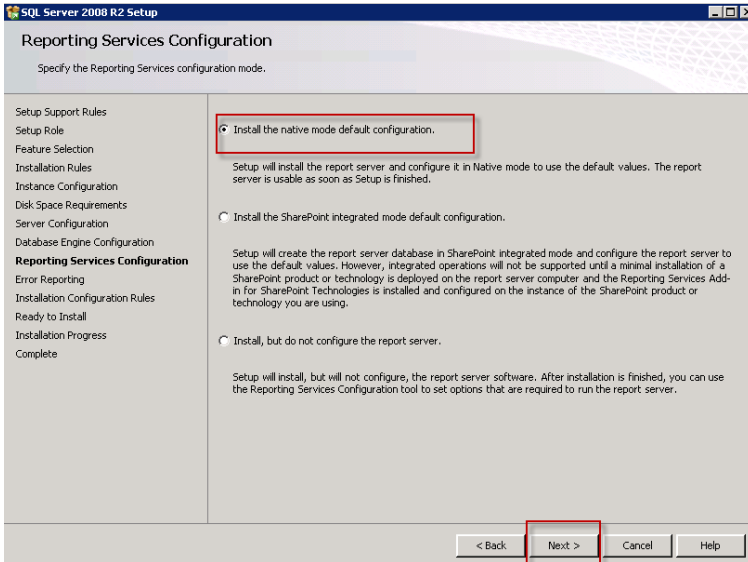 SQL Server 2008 R2 Setup
Reporting Services Configuration
Specify the Reporting Services configuration mode.
Setup Support Rules
Setup Role
Feature Selection
Installation Rules
Instance Configuration
Disk Space Requirements
Server Configuration
Database Engine Configuration
Reporting Services Configuration
Error Reporting
Installation Configuration Rules
Ready to Install
Installation Progress
Complete
Install the native mode default configuration.
Setup will install the report server and configure it in Native mode to use the default values. The report
server is usable as soon as Setup is finished.
Install the SharePoint integrated mode default configuration.
Setup will create the report server database in SharePoint integrated mode and configure the report server to
use the default values. However, integrated operations will not be supported until a minimal installation of a
SharePoint product or technology is deployed on the report server computer and the Reporting Services Add-
in for SharePoint Technologies is installed and configured on the instance of the SharePoint product or
technology you are using.
Install, but do not configure the report server.
Setup will install, but will not configure, the report server software. After installation is finished, you can use
the Reporting Services Configuration tool to set options that are required to run the report server.
< Back Next > Cancel Help